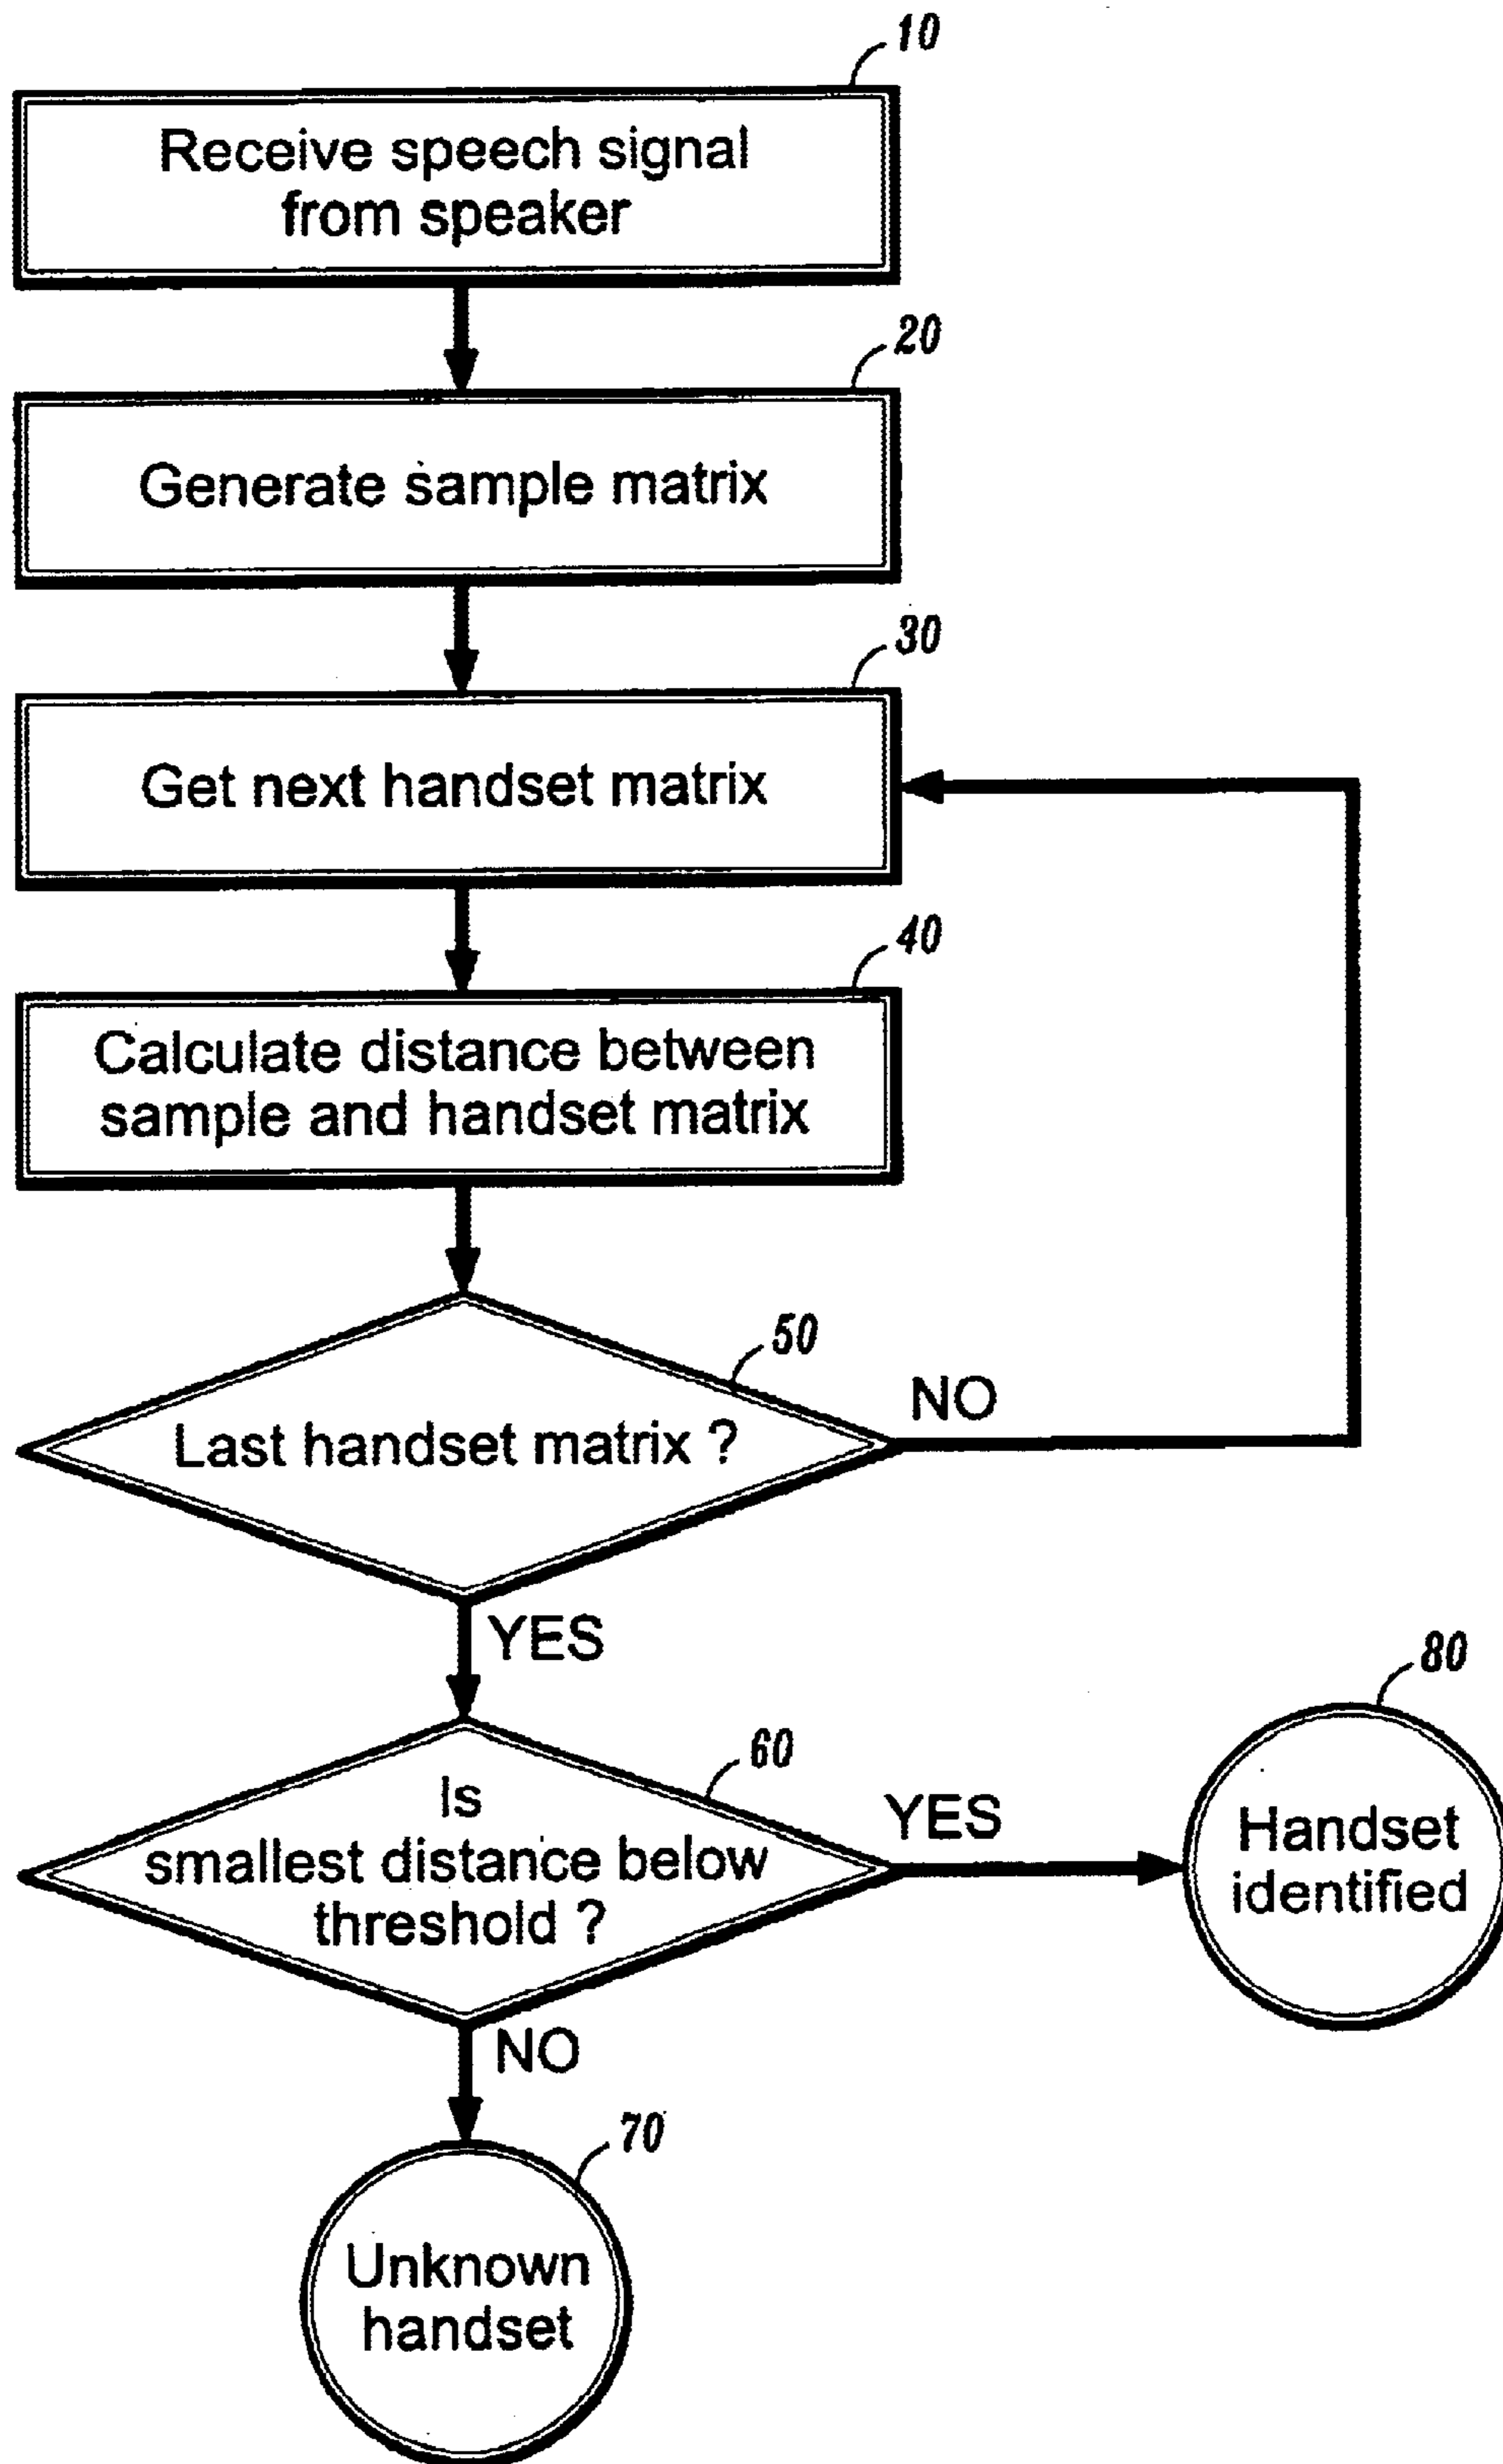 10
Receive speech signal
from speaker
20
Generate sample matrix
30
Get next handset matrix
40
Calculate distance between
sample and handset matrix
50
Last handset matrix ?
NO
YES
60
Is
smallest distance below
threshold ?
YES
80
Handset
identified
NO
70
Unknown
handset